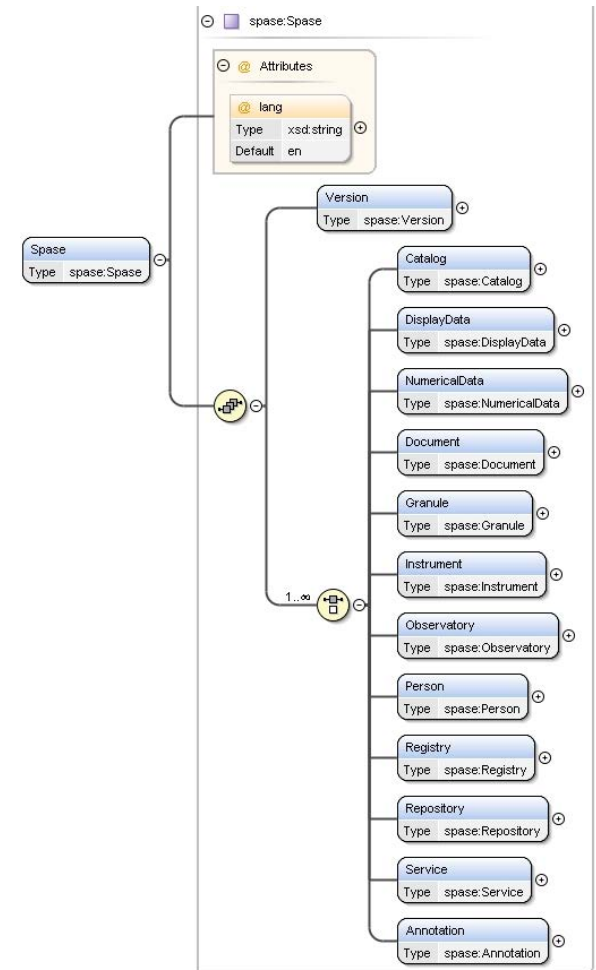 spase:Spase
@ Attributes
@ lang
Type xsd:string
Default en
Version
Type spase:Version
Spase
Type spase:Spase
Catalog
Type spase:Catalog
DisplayData
Type spase:DisplayData
NumericalData
Type spase:NumericalData
Document
Type spase:Document
Granule
Type spase:Granule
Instrument
Type spase:Instrument
1..∞
Observatory
Type spase:Observatory
Person
Type spase:Person
Registry
Type spase:Registry
Repository
Type spase:Repository
Service
Type spase:Service
Annotation
Type spase:Annotation